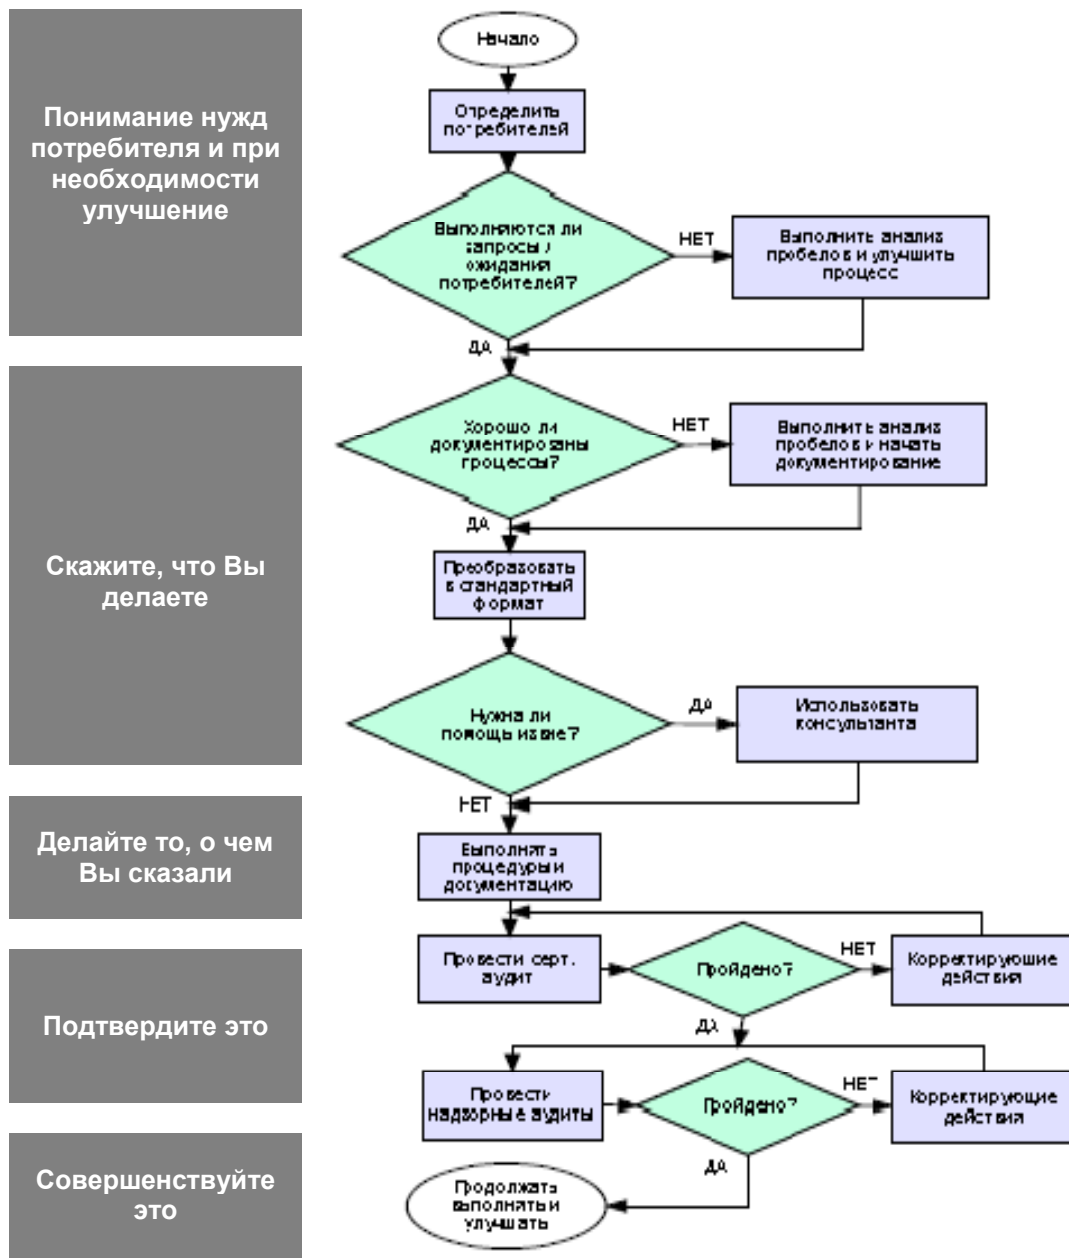 Понимание нужд
потребителя и при
необходимости
улучшение
Начало
Определить
потребителей
Выполняются ли
запросы /
ожидания
потребителей?
НЕТ
Выполнить анализ
пробелов и улучшить
процесс
ДА
Скажите, что Вы
делаете
Хорошо ли
документированы
процессы?
НЕТ
Выполнить анализ
пробелов и начать
документирование
ДА
Преобразовать
в стандартный
формат
Нужна ли
помощь извне?
ДА
Использовать
консультанта
НЕТ
Делайте то, о чем
Вы сказали
Выполнять
процедуры и
документацию
Подтвердите это
Провести серт.
аудит
Пройдено?
НЕТ
Корректирующие
действия
ДА
Провести
надзорные аудиты
Пройдено?
НЕТ
Корректирующие
действия
ДА
Совершенствуйте
это
Продолжать
выполнять и
улучшать